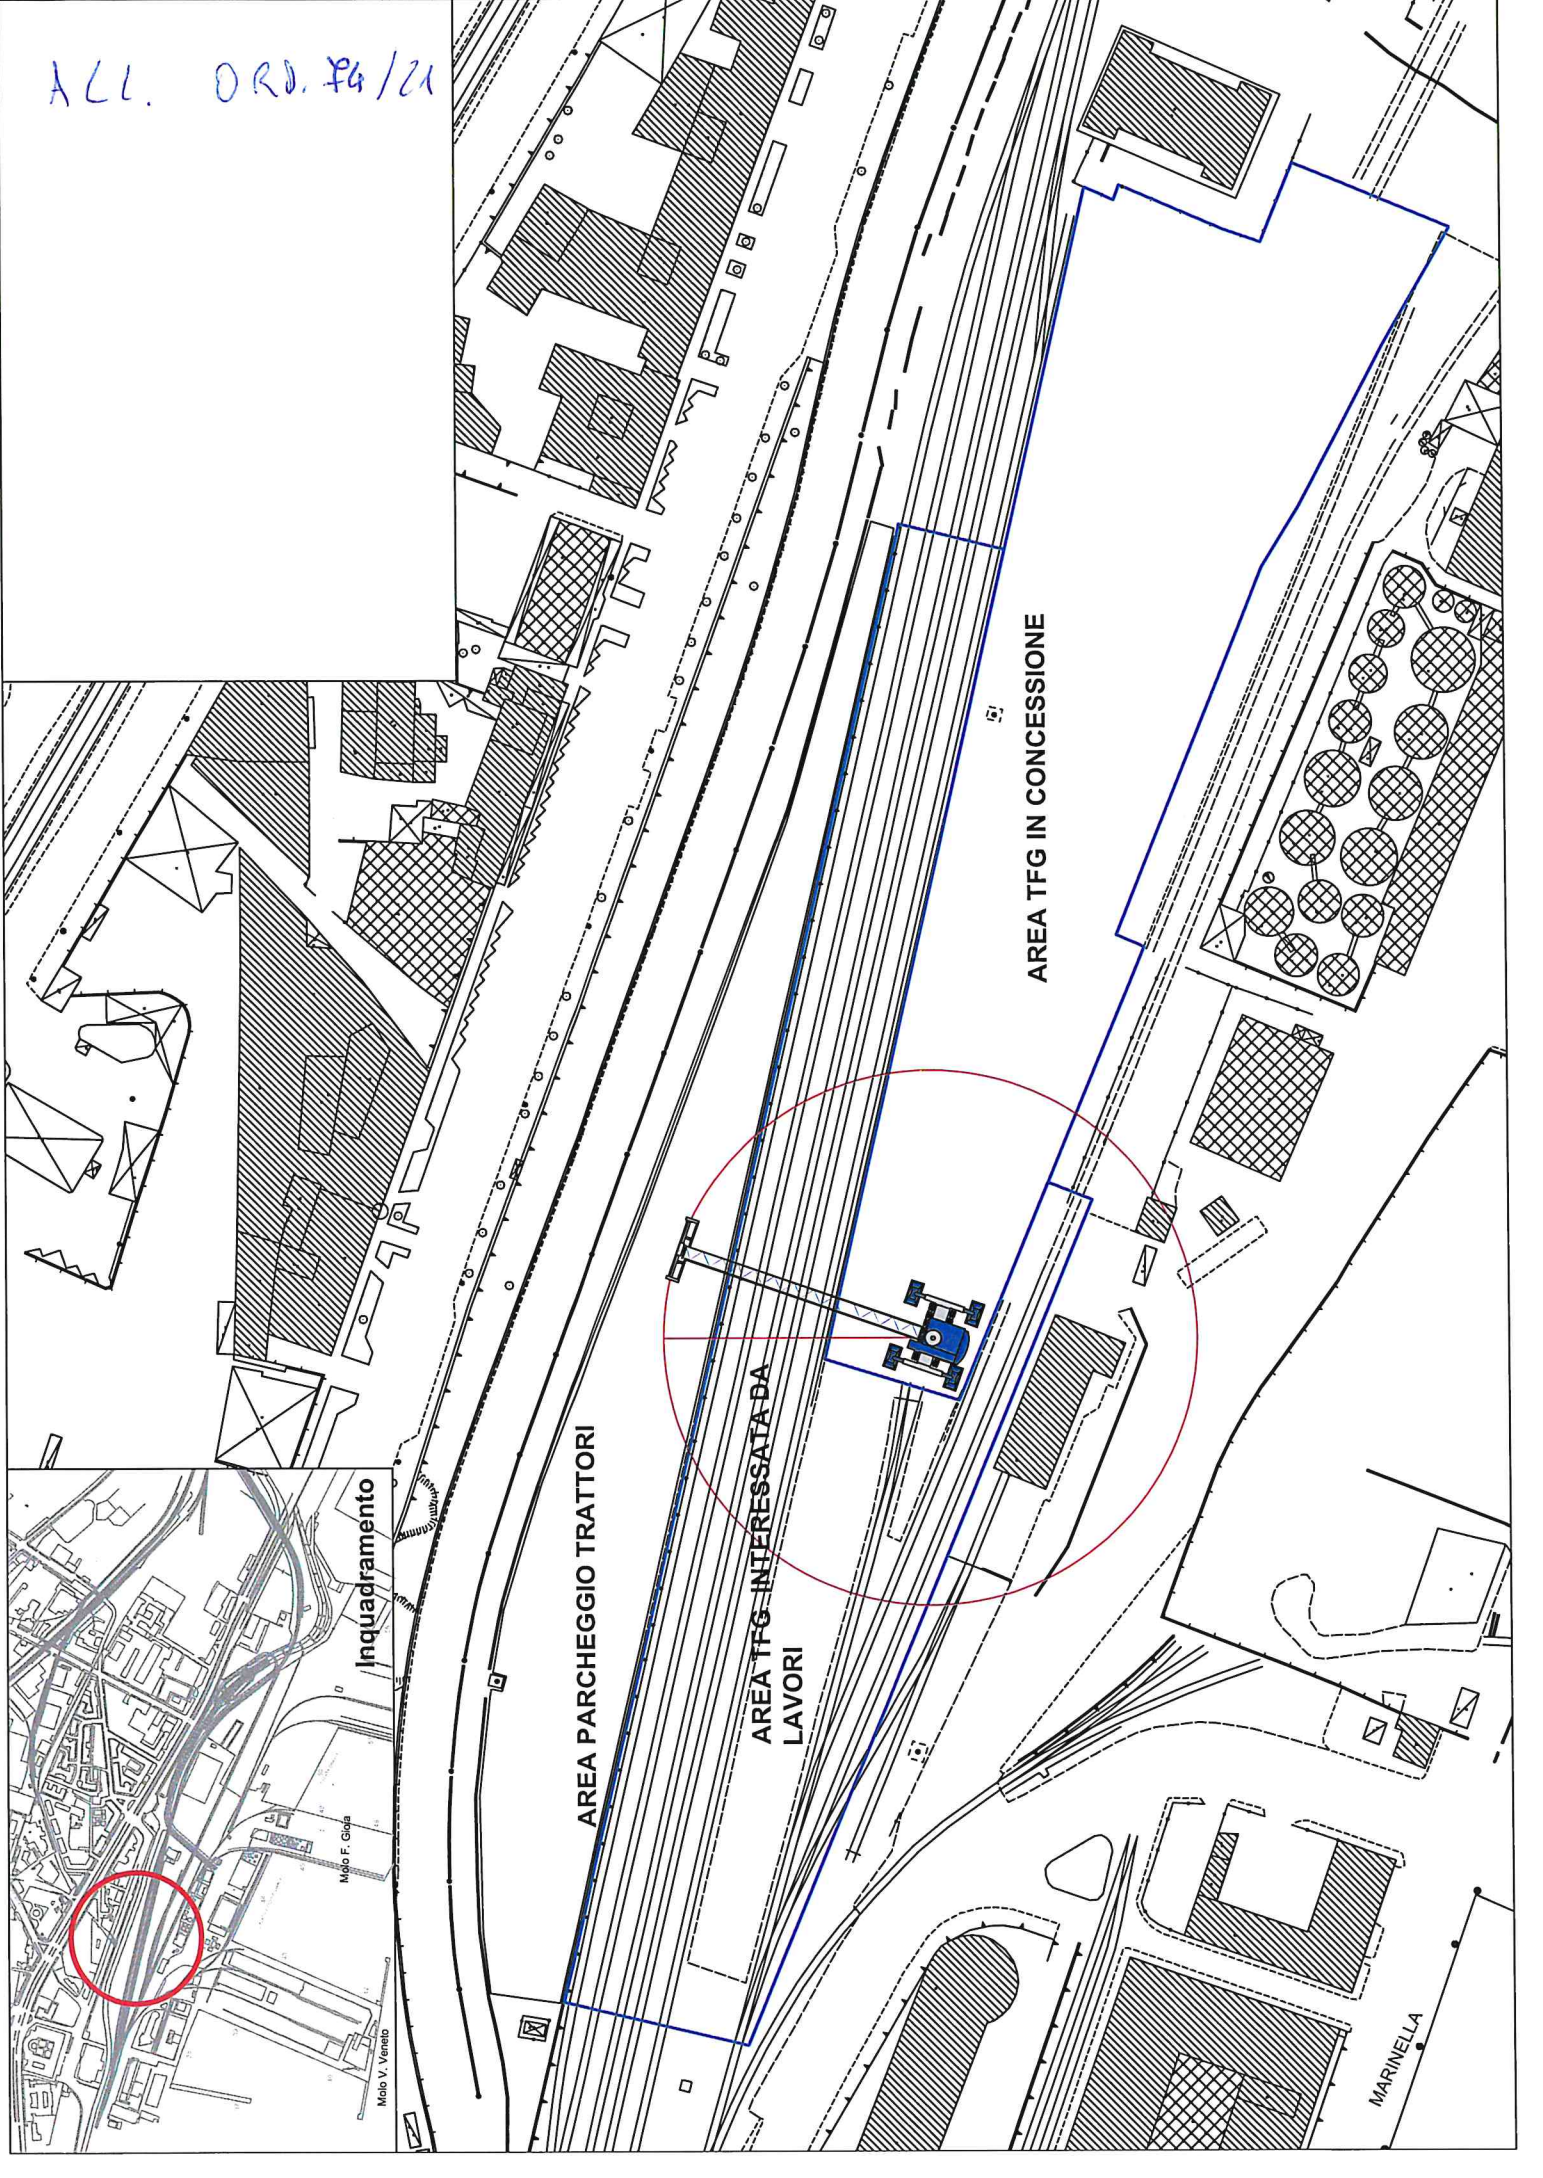 ALL. ORD. 74/21
AREA TFG IN CONCESSIONE
AREA PARCHEGGIO TRATTORI
AREA TFG INTERESSATA DA
LAVORI
Inquadramento
Molo F. Gioia
Molo V. Veneto
MARINELLA